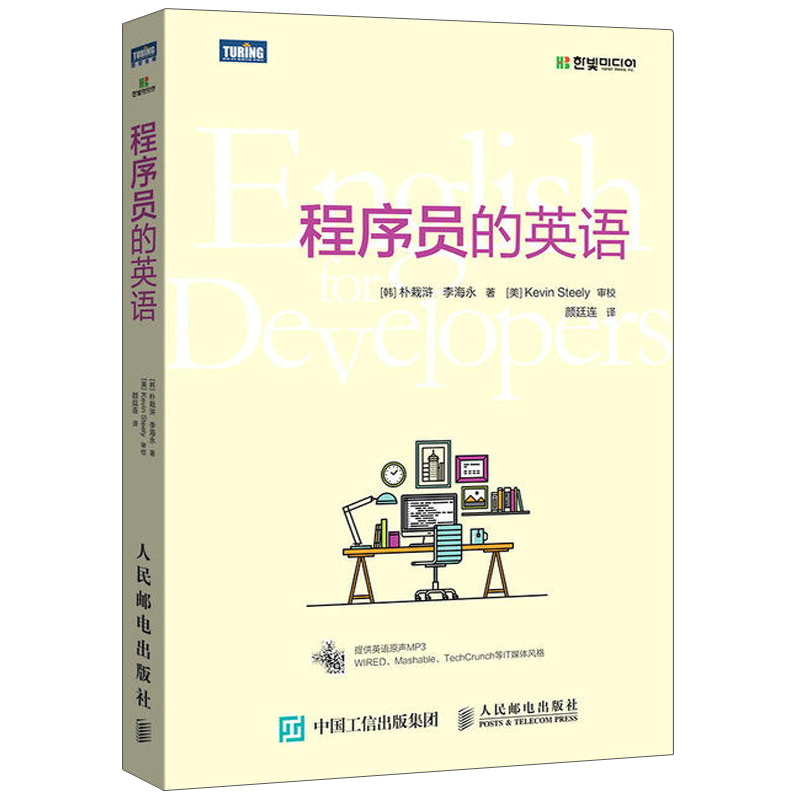 TURING
HB 한빛미디어
English
for
Developers
程序员的英语
[韩] 朴栽浒 李海永 著 [美] Kevin Steely 审校
颜廷连 译
提供英语原声MP3
WIRED、Mashable、TechCrunch等IT媒体风格
中国工信出版集团
人民邮电出版社
POSTS & TELECOM PRESS
TURING
HB
程序员的英语
[韩] 朴栽浒 李海永 著
[美] Kevin Steely 审校
颜廷连 译
人民邮电出版社